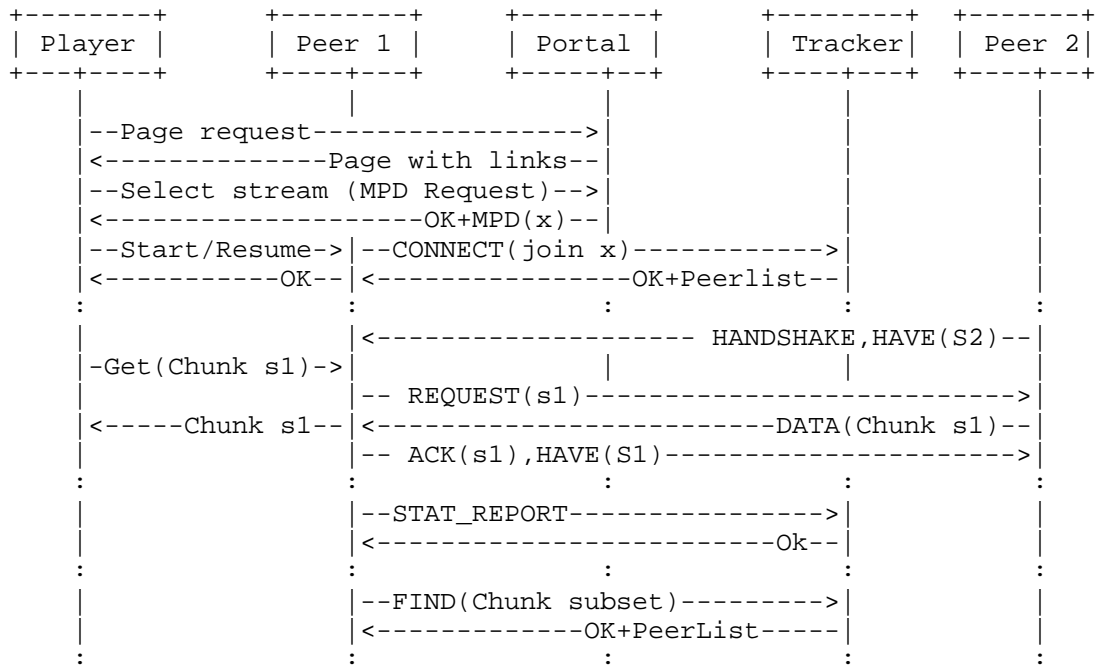 +--------+      +--------+     +--------+      +--------+  +-------+
| Player |      | Peer 1 |     | Portal |      | Tracker|  | Peer 2|
+---+----+      +----+---+     +-----+--+      +----+---+  +----+--+
    |                |               |              |           |
    |--Page request----------------->|              |           |
    |<--------------Page with links--|              |           |
    |--Select stream (MPD Request)-->|              |           |
    |<--------------------OK+MPD(x)--|              |           |
    |--Start/Resume->|--CONNECT(join x)------------>|           |
    |<-----------OK--|<----------------OK+Peerlist--|           |
    :                :               :              :           :
    |                |<-------------------- HANDSHAKE,HAVE(S2)--|
    |-Get(Chunk s1)->|               |              |           |
    |                |-- REQUEST(s1)--------------------------->|
    |<-----Chunk s1--|<-------------------------DATA(Chunk s1)--|
    |                |-- ACK(s1),HAVE(S1)---------------------->|
    :                :               :              :           :
    |                |--STAT_REPORT---------------->|           |
    |                |<-------------------------Ok--|           |
    :                :               :              :           :
    |                |--FIND(Chunk subset)--------->|           |
    |                |<-------------OK+PeerList-----|           |
    :                :               :              :           :